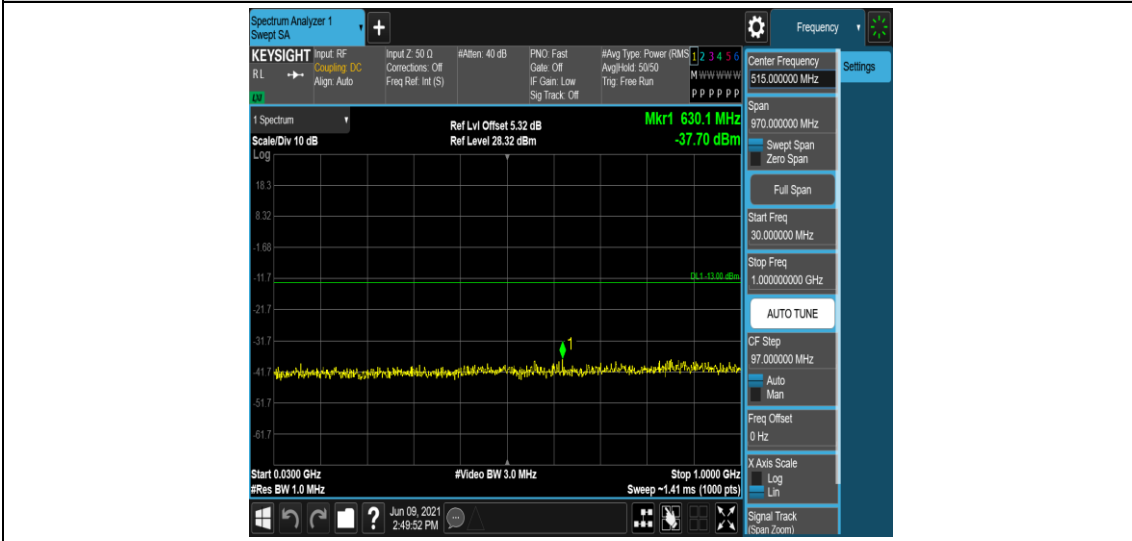 Spectrum Analyzer 1
Swept SA
+
Frequency
KEYSIGHT
Input: RF
Coupling: DC
Align: Auto
Input Z: 50 Ω
Corrections: Off
Freq Ref: Int (S)
#Atten: 40 dB
PNO: Fast
Gate: Off
IF Gain: Low
Sig Track: Off
#Avg Type: Power (RMS
Avg|Hold: 50/50
Trig: Free Run
1 2 3 4 5 6
M W W W W W
P P P P P P
RL
LW
1 Spectrum
Scale/Div 10 dB
Log
Ref Lvl Offset 5.32 dB
Ref Level 28.32 dBm
Mkr1 630.1 MHz
-37.70 dBm
18.3
8.32
-1.68
-11.7
-21.7
-31.7
-41.7
-51.7
-61.7
DL1 -13.00 dBm
1
Start 0.0300 GHz
#Res BW 1.0 MHz
#Video BW 3.0 MHz
Stop 1.0000 GHz
Sweep ~1.41 ms (1000 pts)
?
Jun 09, 2021
2:49:52 PM
Center Frequency
515.000000 MHz
Settings
Span
970.000000 MHz
Swept Span
Zero Span
Full Span
Start Freq
30.000000 MHz
Stop Freq
1.000000000 GHz
AUTO TUNE
CF Step
97.000000 MHz
Auto
Man
Freq Offset
0 Hz
X Axis Scale
Log
Lin
Signal Track
(Span Zoom)